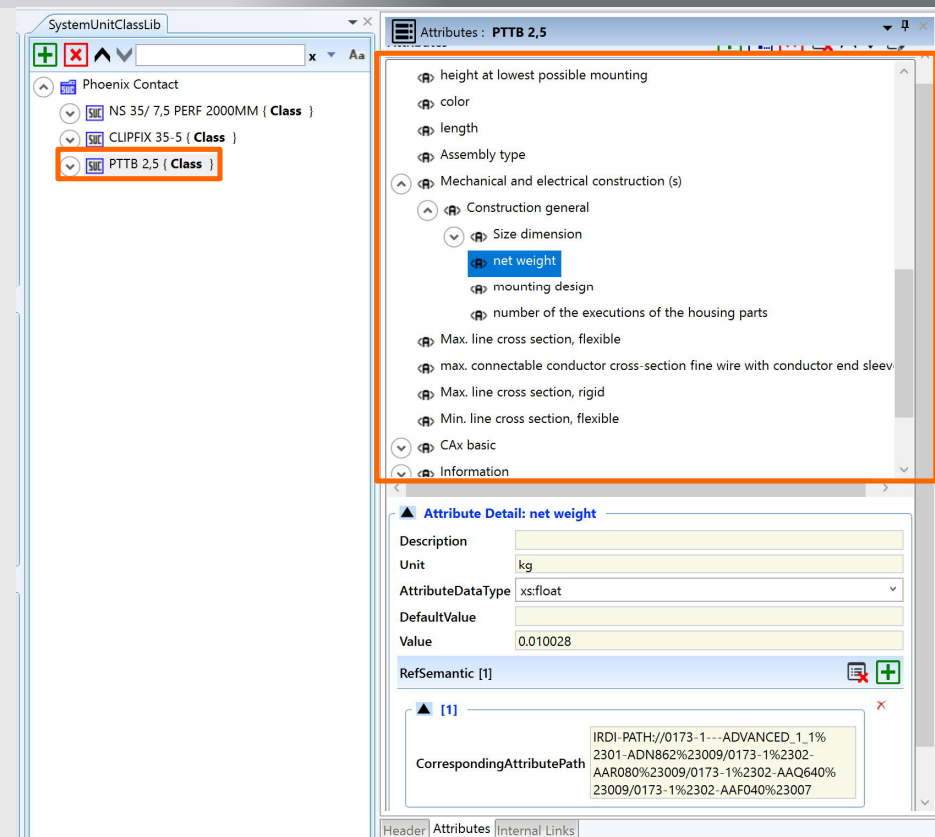 SystemUnitClassLib
x Aa
Phoenix Contact
SUC NS 35/ 7,5 PERF 2000MM { Class }
SUC CLIPFIX 35-5 { Class }
SUC PTTB 2,5 { Class }
Attributes : PTTB 2,5
Attributes
height at lowest possible mounting
color
length
Assembly type
Mechanical and electrical construction (s)
Construction general
Size dimension
net weight
mounting design
number of the executions of the housing parts
Max. line cross section, flexible
max. connectable conductor cross-section fine wire with conductor end sleev
Max. line cross section, rigid
Min. line cross section, flexible
CAx basic
Information
Attribute Detail: net weight
Description
Unit kg
AttributeDataType xs:float
DefaultValue
Value 0.010028
RefSemantic [1]
[1]
CorrespondingAttributePath
IRDI-PATH://0173-1---ADVANCED_1_1%
2301-ADN862%23009/0173-1%2302-
AAR080%23009/0173-1%2302-AAQ640%
23009/0173-1%2302-AAF040%23007
Header Attributes Internal Links